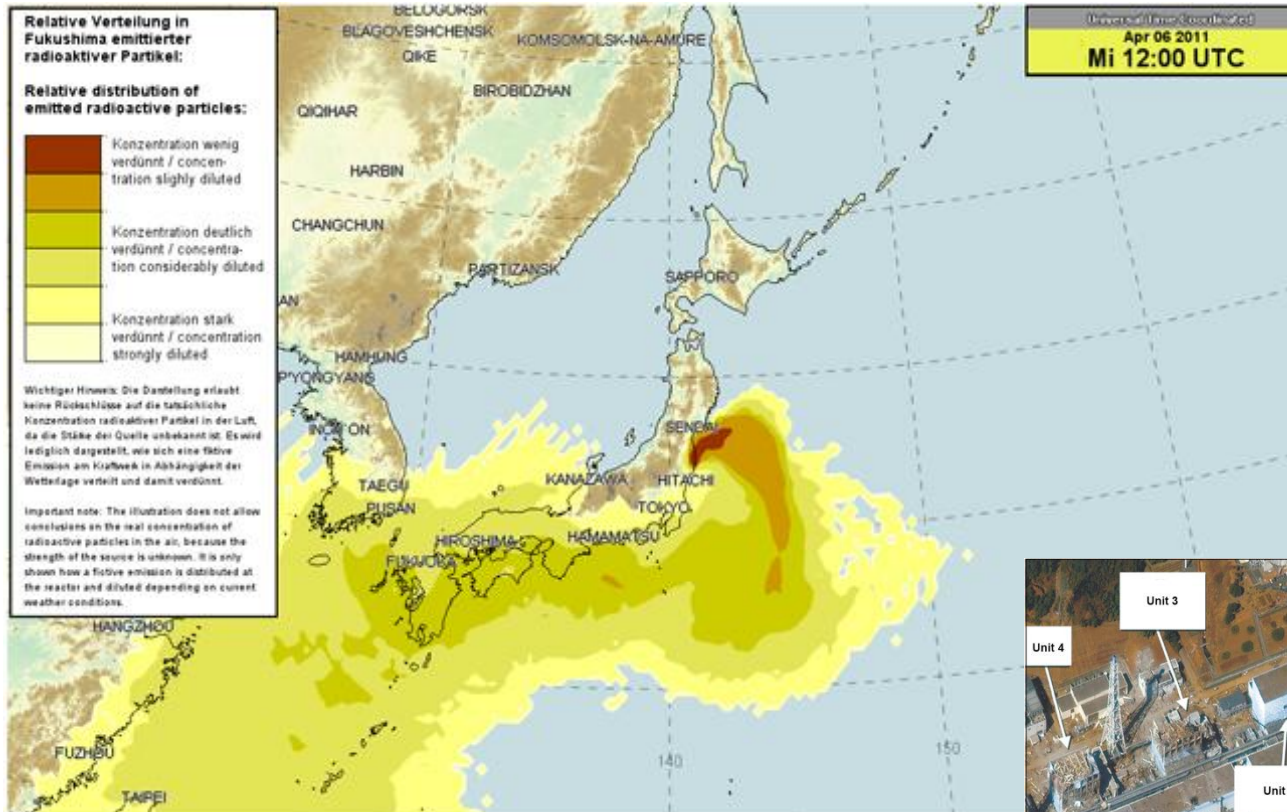 Relative Verteilung in
Fukushima emittierter
radioaktiver Partikel:
Relative distribution of
emitted radioactive particles:
Konzentration wenig
verdünnt / concen-
tration slighly diluted
Konzentration deutlich
verdünnt / concentra-
tion considerably diluted
Konzentration stark
verdünnt / concentration
strongly diluted
Wichtiger Hinweis: Die Darstellung erlaubt
keine Rückschlüsse auf die tatsächliche
Konzentration radioaktiver Partikel in der Luft,
da die Stärke der Quelle unbekannt ist. Es wird
lediglich dargestellt, wie sich eine fiktive
Emission am Kraftwerk in Abhängigkeit der
Wetterlage verteilt und damit verdünnt.
Important note: The illustration does not allow
conclusions on the real concentration of
radioactive particles in the air, because the
strength of the source is unknown. It is only
shown how a fictive emission is distributed at
the reactor and diluted depending on current
weather conditions.
Universal Time Coordinated
Apr 06 2011
Mi 12:00 UTC
BELOGORSK
BLAGOVESHCHENSK
KOMSOMOLSK-NA-AMURE
QIKE
BIROBIDZHAN
QIQIHAR
HARBIN
CHANGCHUN
PARTIZANSK
SAPPORO
AN
HAMHUNG
P'YONGYANG
INCH'ON
SENDAI
TAEGU
KANAZAWA
HITACHI
PUSAN
TOKYO
HIROSHIMA
HAMAMATSU
FUKUOKA
HANGZHOU
FUZHOU
TAIPEI
140
150
Unit 3
Unit 4
Unit